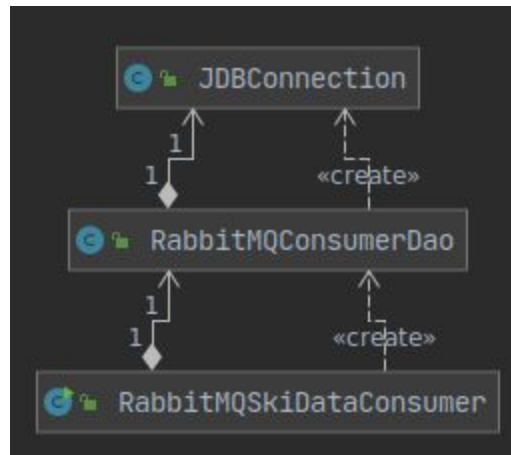 JDBConnection
1
1
«create»
RabbitMQConsumerDao
1
1
«create»
RabbitMQSkiDataConsumer